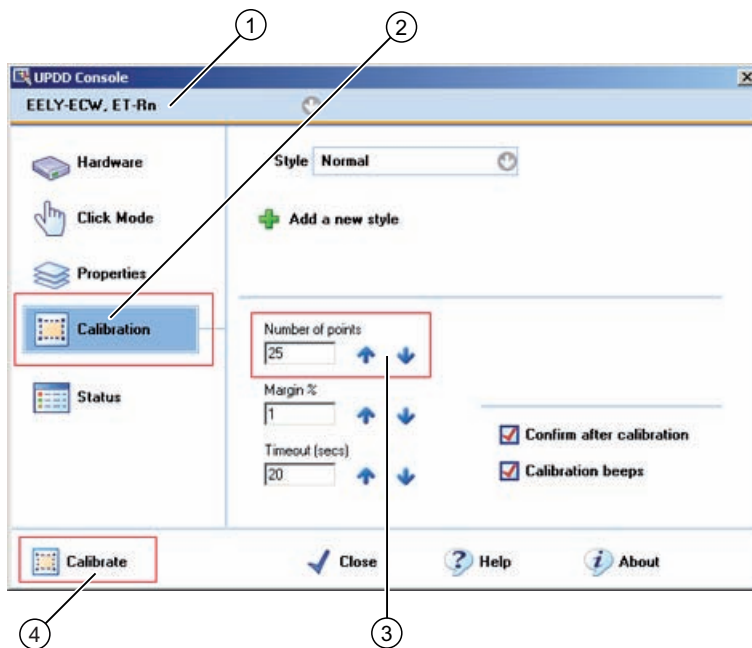 1
2
UPDD Console
EELY-ECW, ET-Rn
Hardware
Click Mode
Properties
Calibration
Status
Style Normal
Add a new style
Number of points
25
Margin %
1
Timeout (secs)
20
Confirm after calibration
Calibration beeps
Calibrate
Close
? Help
i About
4
3